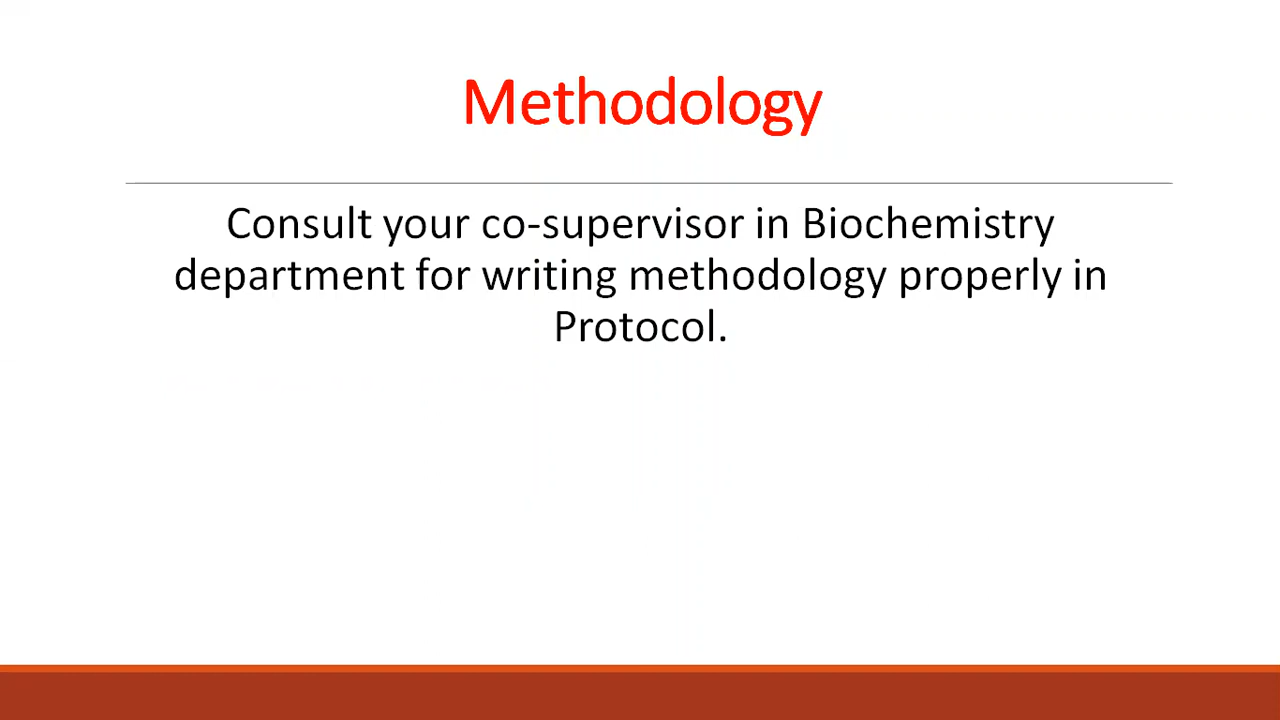 Methodology
Consult your co-supervisor in Biochemistry
department for writing methodology properly in
Protocol.